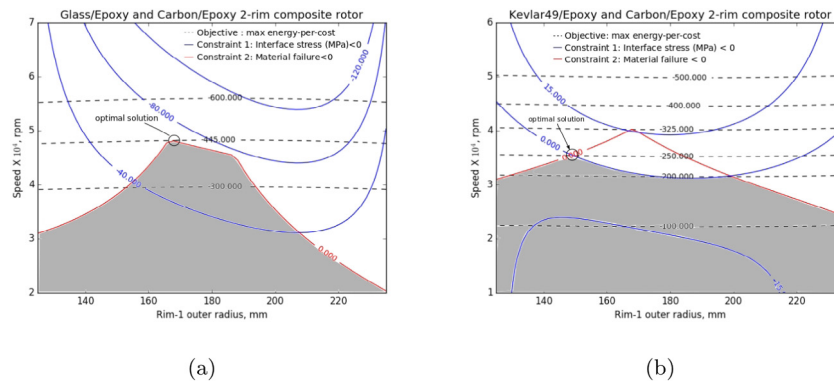 Glass/Epoxy and Carbon/Epoxy 2-rim composite rotor
Objective : max energy-per-cost
Constraint 1: Interface stress (MPa)<0
Constraint 2: Material failure<0
-120.000
-80.000
-600.000
optimal solution
-445.000
-40.000
-300.000
0.000
7
6
5
4
3
2
Speed X 10⁴, rpm
140
160
180
200
220
Rim-1 outer radius, mm
(a)
Kevlar49/Epoxy and Carbon/Epoxy 2-rim composite rotor
Objective : max energy-per-cost
Constraint 1: Interface stress (MPa) < 0
Constraint 2: Material failure < 0
-500.000
15.000
-400.000
optimal solution
-325.000
0.000
-250.000
-200.000
-100.000
-15.
6
5
4
3
2
1
Speed X 10⁴, rpm
140
160
180
200
220
Rim-1 outer radius, mm
(b)